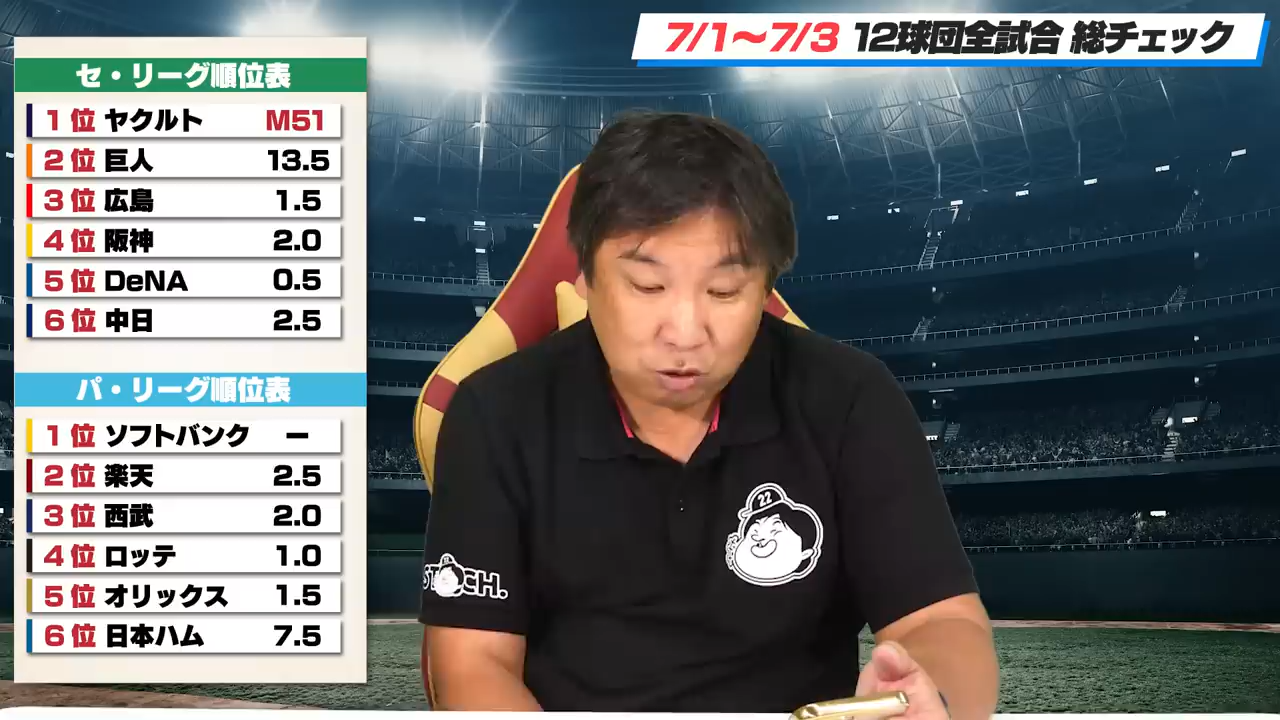 7/1〜7/3 12球団全試合 総チェック
セ・リーグ順位表
1位 ヤクルト M51
2位 巨人 13.5
3位 広島 1.5
4位 阪神 2.0
5位 DeNA 0.5
6位 中日 2.5
パ・リーグ順位表
1位 ソフトバンク ー
2位 楽天 2.5
3位 西武 2.0
4位 ロッテ 1.0
5位 オリックス 1.5
6位 日本ハム 7.5
22